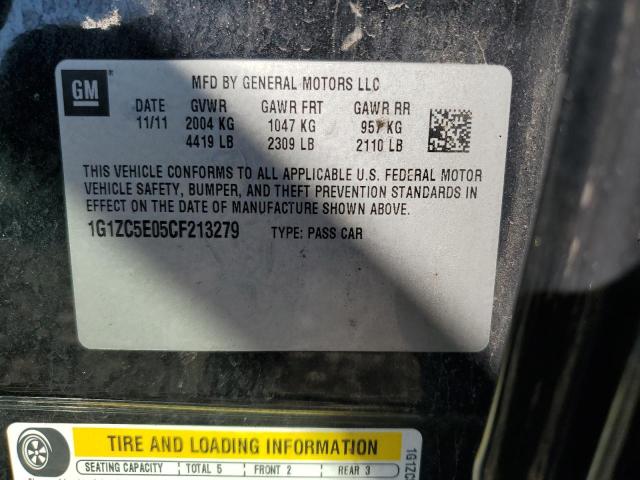 GM
MFD BY GENERAL MOTORS LLC
DATE GVWR GAWR FRT GAWR RR
11/11 2004 KG 1047 KG 957 KG
4419 LB 2309 LB 2110 LB
THIS VEHICLE CONFORMS TO ALL APPLICABLE U.S. FEDERAL MOTOR
VEHICLE SAFETY, BUMPER, AND THEFT PREVENTION STANDARDS IN
EFFECT ON THE DATE OF MANUFACTURE SHOWN ABOVE.
1G1ZC5E05CF213279 TYPE: PASS CAR
TIRE AND LOADING INFORMATION
SEATING CAPACITY TOTAL 5 FRONT 2 REAR 3
1G1ZC